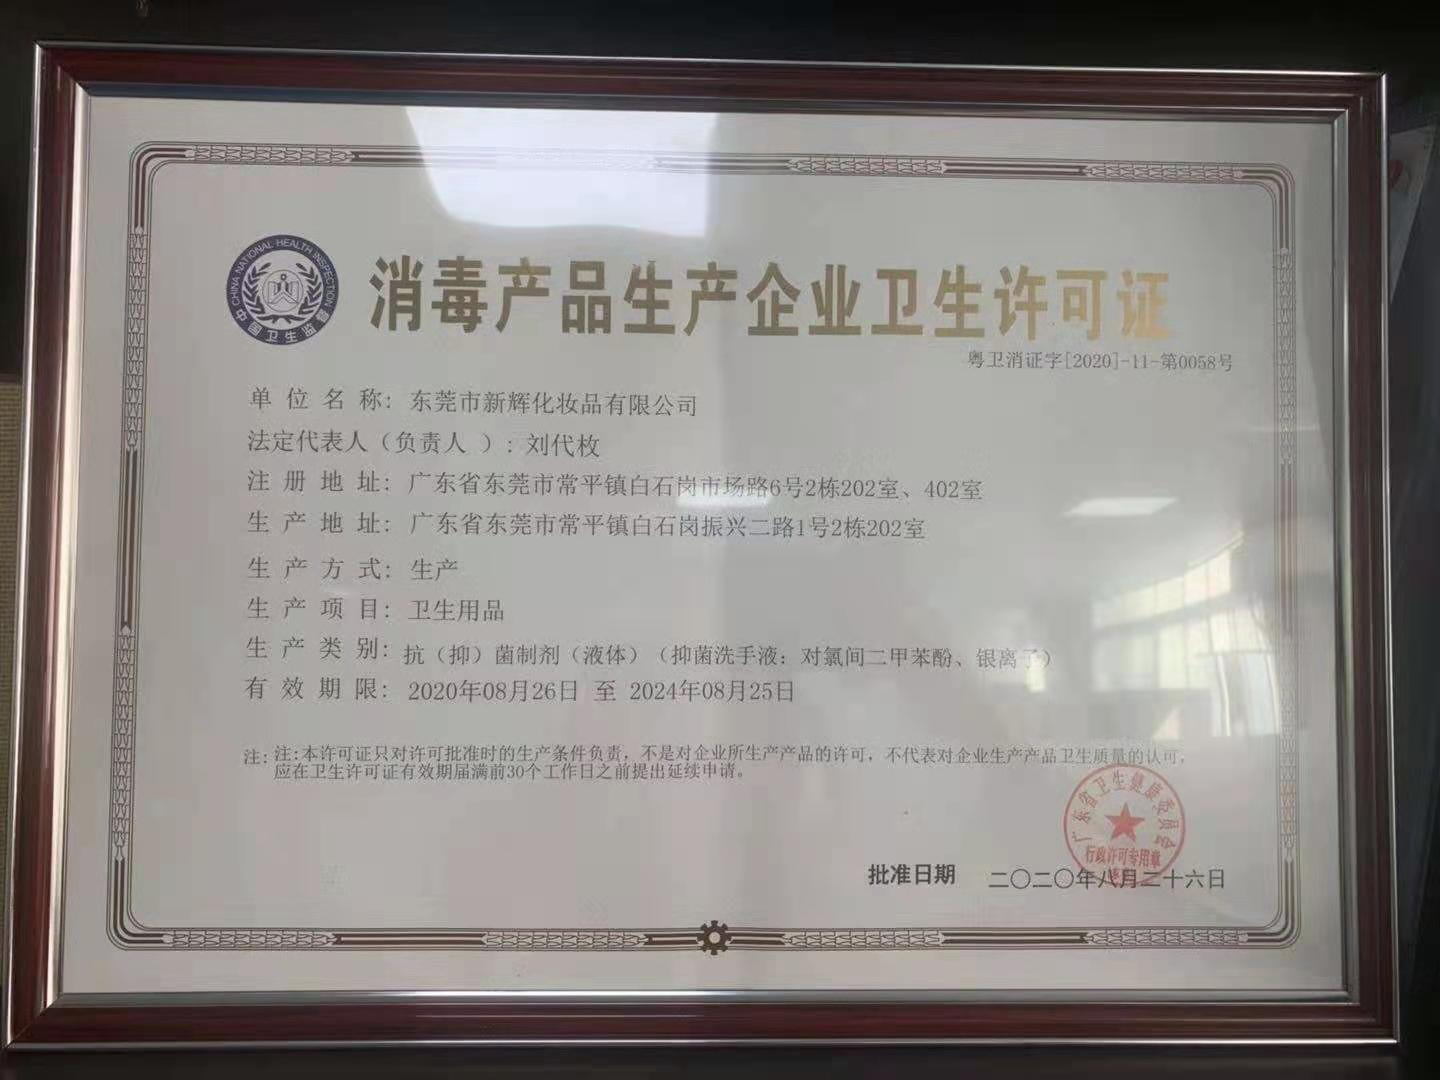 CHINA NATIONAL HEALTH INSPECTION
中国卫生监督
消毒产品生产企业卫生许可证
粤卫消证字[2020]-11-第0058号
单 位 名 称: 东莞市新辉化妆品有限公司
法定代表人（负责人 ）: 刘代枚
注 册 地 址: 广东省东莞市常平镇白石岗市场路6号2栋202室、402室
生 产 地 址: 广东省东莞市常平镇白石岗振兴二路1号2栋202室
生 产 方 式: 生产
生 产 项 目: 卫生用品
生 产 类 别: 抗（抑）菌制剂（液体）（抑菌洗手液: 对氯间二甲苯酚、银离子）
有 效 期 限: 2020年08月26日 至 2024年08月25日
注: 注:本许可证只对许可批准时的生产条件负责，不是对企业所生产产品的许可，不代表对企业生产产品卫生质量的认可，
应在卫生许可证有效期届满前30个工作日之前提出延续申请。
广东省卫生健康委员会
行政许可专用章
批准日期 二〇二〇年八月二十六日